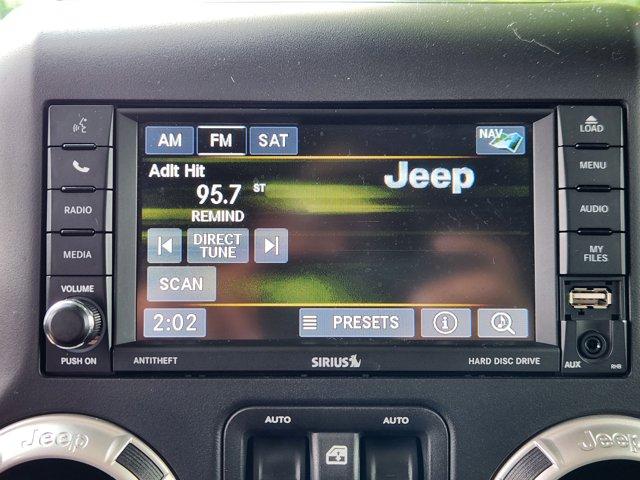 AM FM SAT NAV
Adlt Hit
95.7 ST
REMIND
Jeep
DIRECT
TUNE
SCAN
2:02 PRESETS
RADIO
MEDIA
VOLUME
PUSH ON
LOAD
MENU
AUDIO
MY
FILES
AUX RHB
ANTITHEFT SIRIUS HARD DISC DRIVE
AUTO AUTO
Jeep Jeep